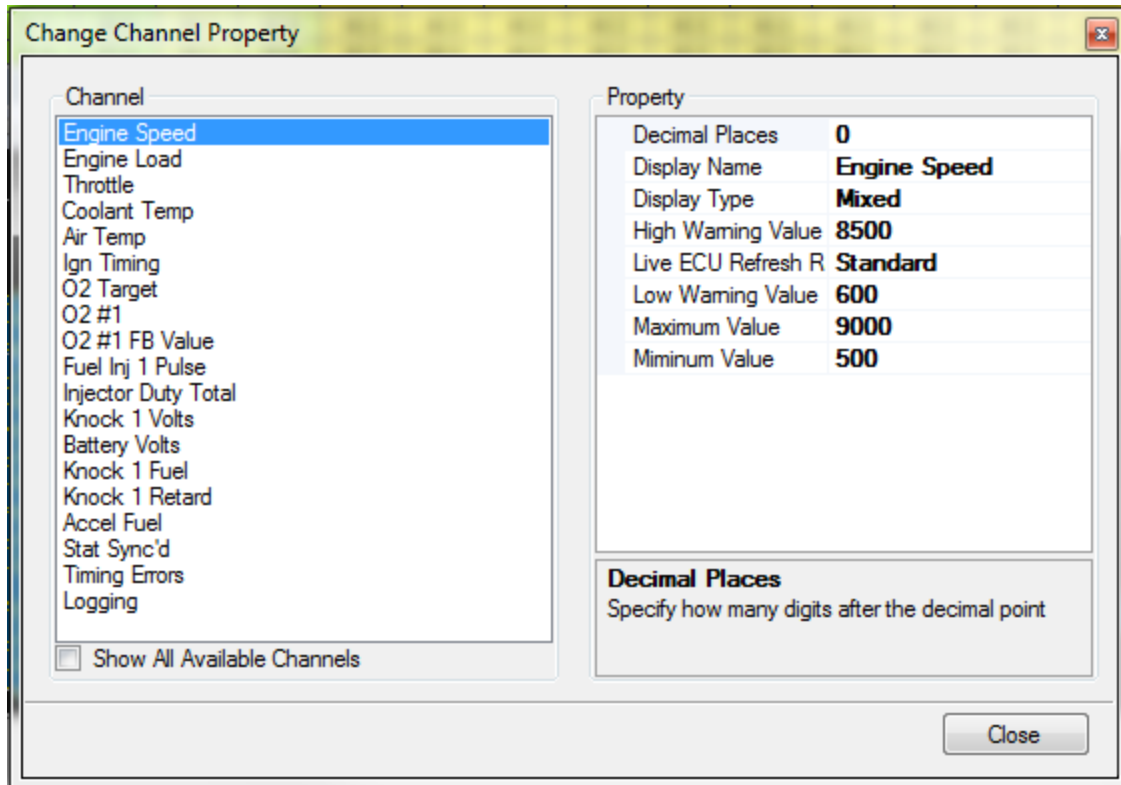 Change Channel Property
Channel
Engine Speed
Engine Load
Throttle
Coolant Temp
Air Temp
Ign Timing
O2 Target
O2 #1
O2 #1 FB Value
Fuel Inj 1 Pulse
Injector Duty Total
Knock 1 Volts
Battery Volts
Knock 1 Fuel
Knock 1 Retard
Accel Fuel
Stat Sync'd
Timing Errors
Logging
Show All Available Channels
Property
Decimal Places 0
Display Name Engine Speed
Display Type Mixed
High Warning Value 8500
Live ECU Refresh R Standard
Low Warning Value 600
Maximum Value 9000
Miminum Value 500
Decimal Places
Specify how many digits after the decimal point
Close